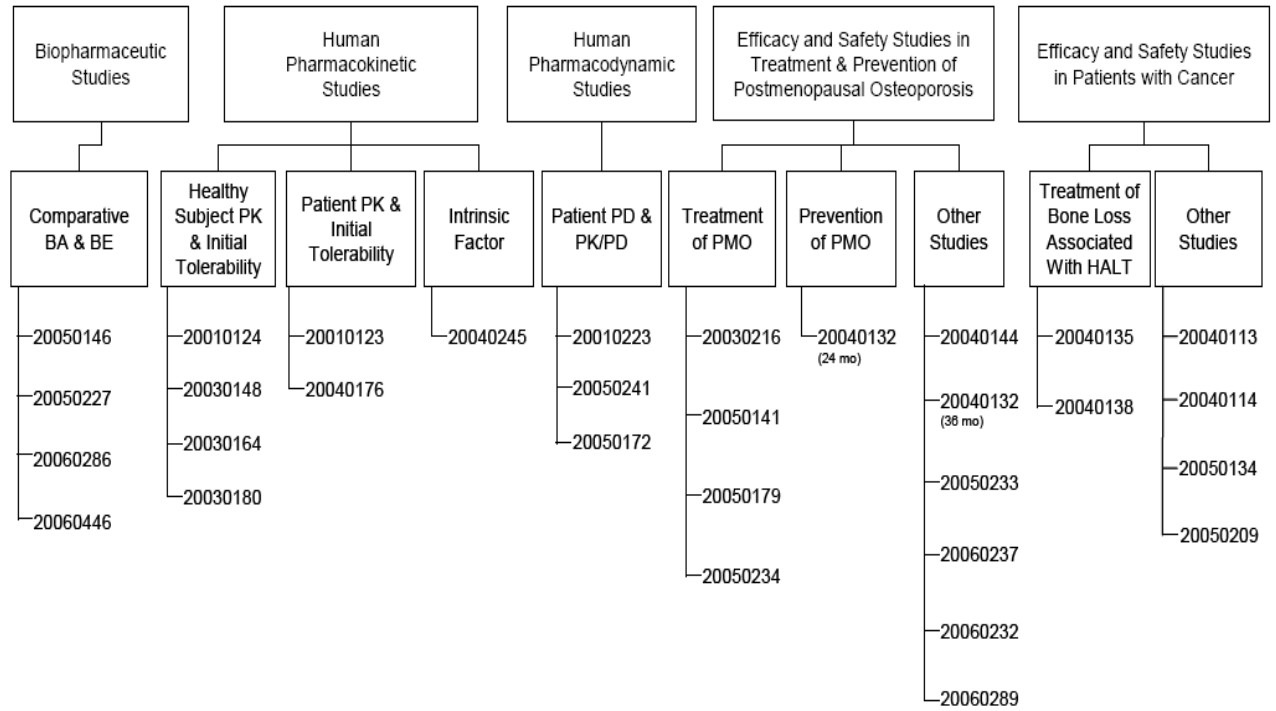 Biopharmaceutic
Studies
Human
Pharmacokinetic
Studies
Human
Pharmacodynamic
Studies
Efficacy and Safety Studies in
Treatment & Prevention of
Postmenopausal Osteoporosis
Efficacy and Safety Studies
in Patients with Cancer
Comparative
BA & BE
Healthy
Subject PK
& Initial
Tolerability
Patient PK &
Initial
Tolerability
Intrinsic
Factor
Patient PD &
PK/PD
Treatment
of PMO
Prevention
of PMO
Other
Studies
Treatment of
Bone Loss
Associated
With HALT
Other
Studies
20050146
20050227
20060286
20060446
20010124
20030148
20030164
20030180
20010123
20040176
20040245
20010223
20050241
20050172
20030216
20050141
20050179
20050234
20040132
(24 mo)
20040144
20040132
(36 mo)
20050233
20060237
20060232
20060289
20040135
20040138
20040113
20040114
20050134
20050209